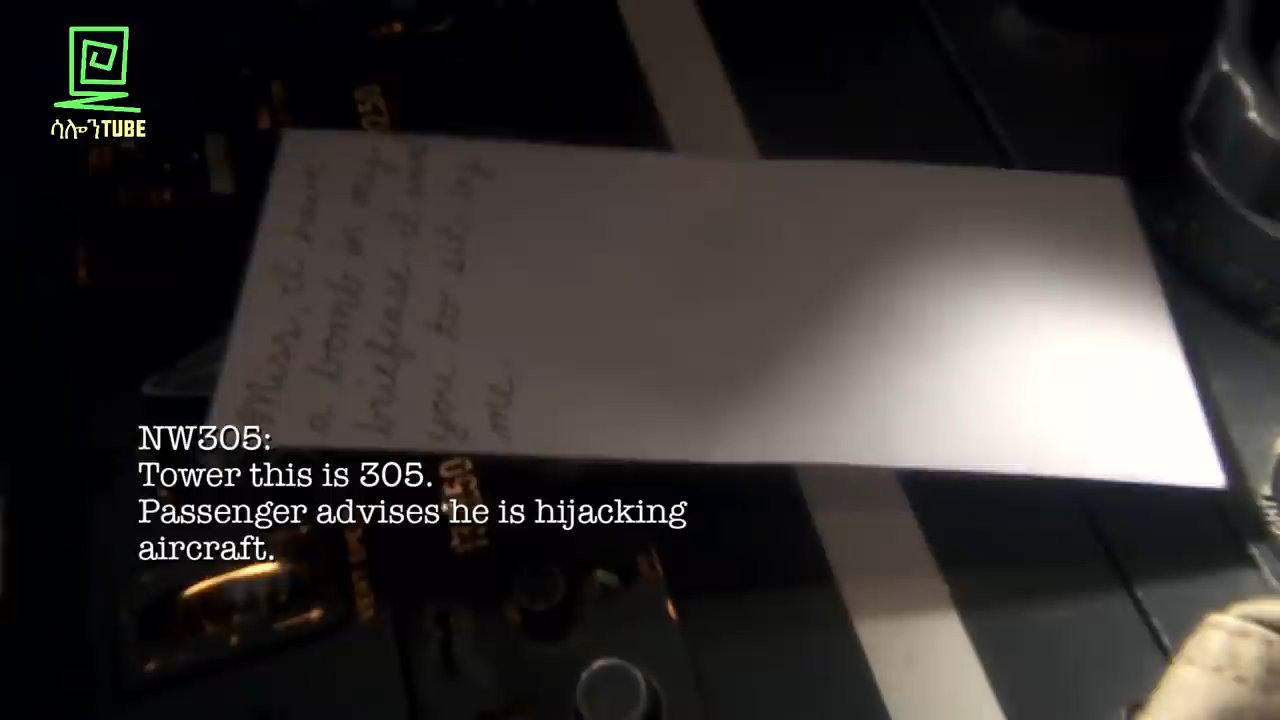 ሳሎንTUBE
Miss, I have
a bomb in my
briefcase. I want
you to sit by
me.
NW305:
Tower this is 305.
Passenger advises he is hijacking
aircraft.